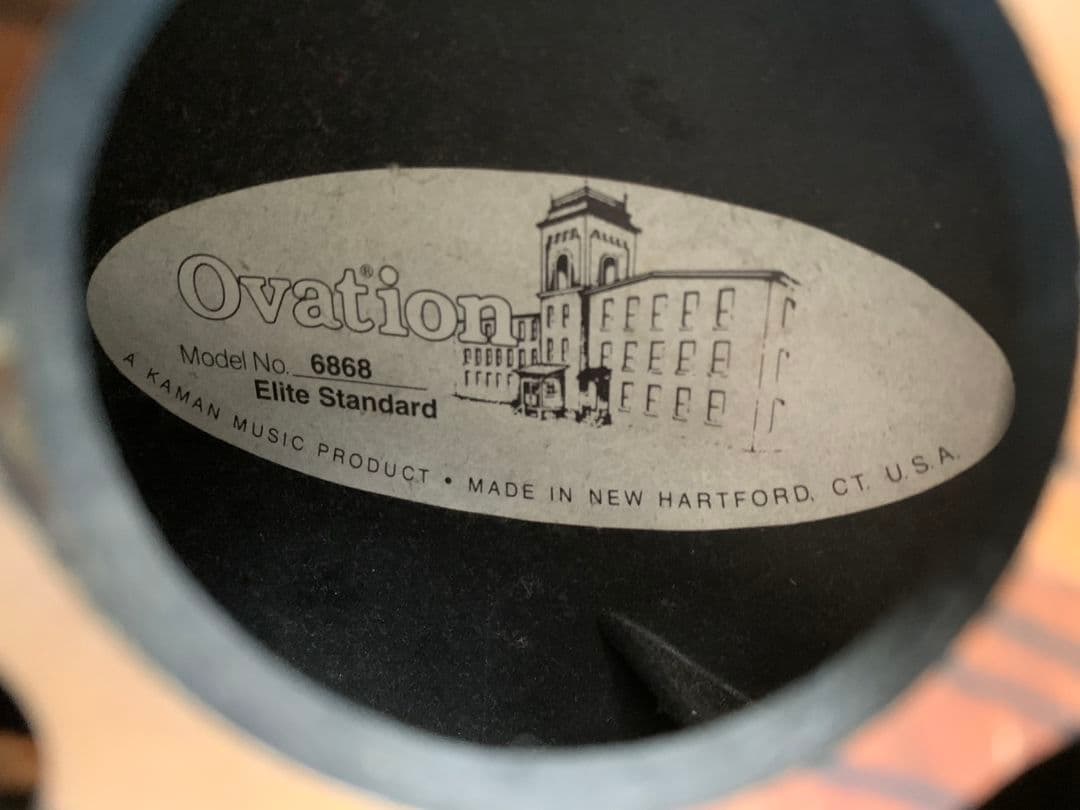 Ovation®
Model No. 6868
Elite Standard
A KAMAN MUSIC PRODUCT • MADE IN NEW HARTFORD, CT. U.S.A.